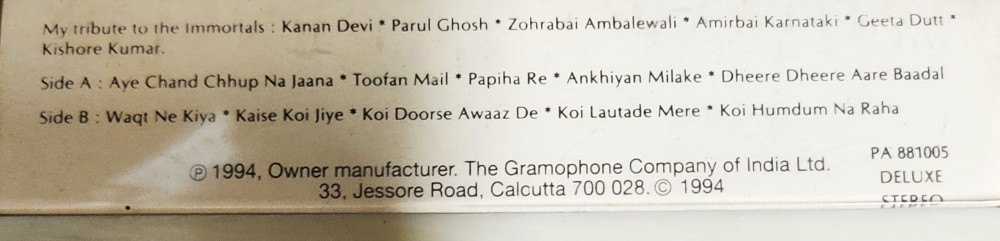 My tribute to the Immortals : Kanan Devi * Parul Ghosh * Zohrabai Ambalewali * Amirbai Karnataki * Geeta Dutt *
Kishore Kumar.
Side A : Aye Chand Chhup Na Jaana * Toofan Mail * Papiha Re * Ankhiyan Milake * Dheere Dheere Aare Baadal
Side B : Waqt Ne Kiya * Kaise Koi Jiye * Koi Doorse Awaaz De * Koi Lautade Mere * Koi Humdum Na Raha
℗ 1994, Owner manufacturer. The Gramophone Company of India Ltd.
33, Jessore Road, Calcutta 700 028. © 1994
PA 881005
DELUXE
STEREO